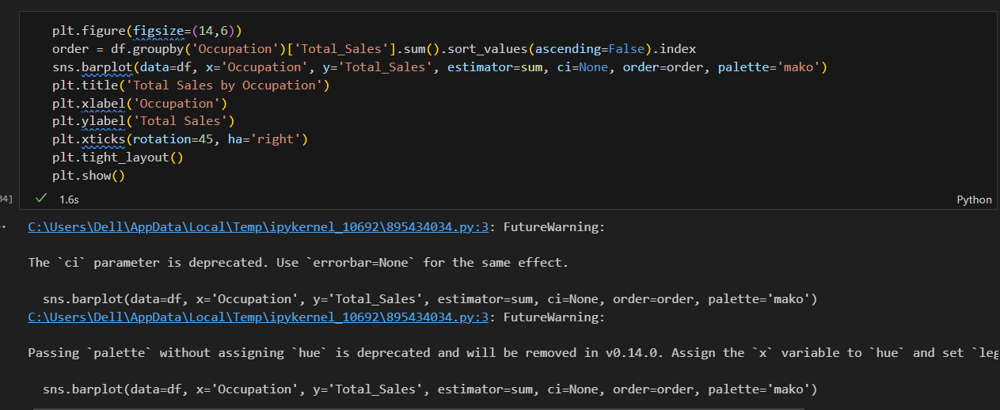 plt.figure(figsize=(14,6))
order = df.groupby('Occupation')['Total_Sales'].sum().sort_values(ascending=False).index
sns.barplot(data=df, x='Occupation', y='Total_Sales', estimator=sum, ci=None, order=order, palette='mako')
plt.title('Total Sales by Occupation')
plt.xlabel('Occupation')
plt.ylabel('Total Sales')
plt.xticks(rotation=45, ha='right')
plt.tight_layout()
plt.show()
34] 1.6s Python
C:\Users\Dell\AppData\Local\Temp\ipykernel_10692\895434034.py:3: FutureWarning:
The `ci` parameter is deprecated. Use `errorbar=None` for the same effect.
sns.barplot(data=df, x='Occupation', y='Total_Sales', estimator=sum, ci=None, order=order, palette='mako')
C:\Users\Dell\AppData\Local\Temp\ipykernel_10692\895434034.py:3: FutureWarning:
Passing `palette` without assigning `hue` is deprecated and will be removed in v0.14.0. Assign the `x` variable to `hue` and set `leg
sns.barplot(data=df, x='Occupation', y='Total_Sales', estimator=sum, ci=None, order=order, palette='mako')